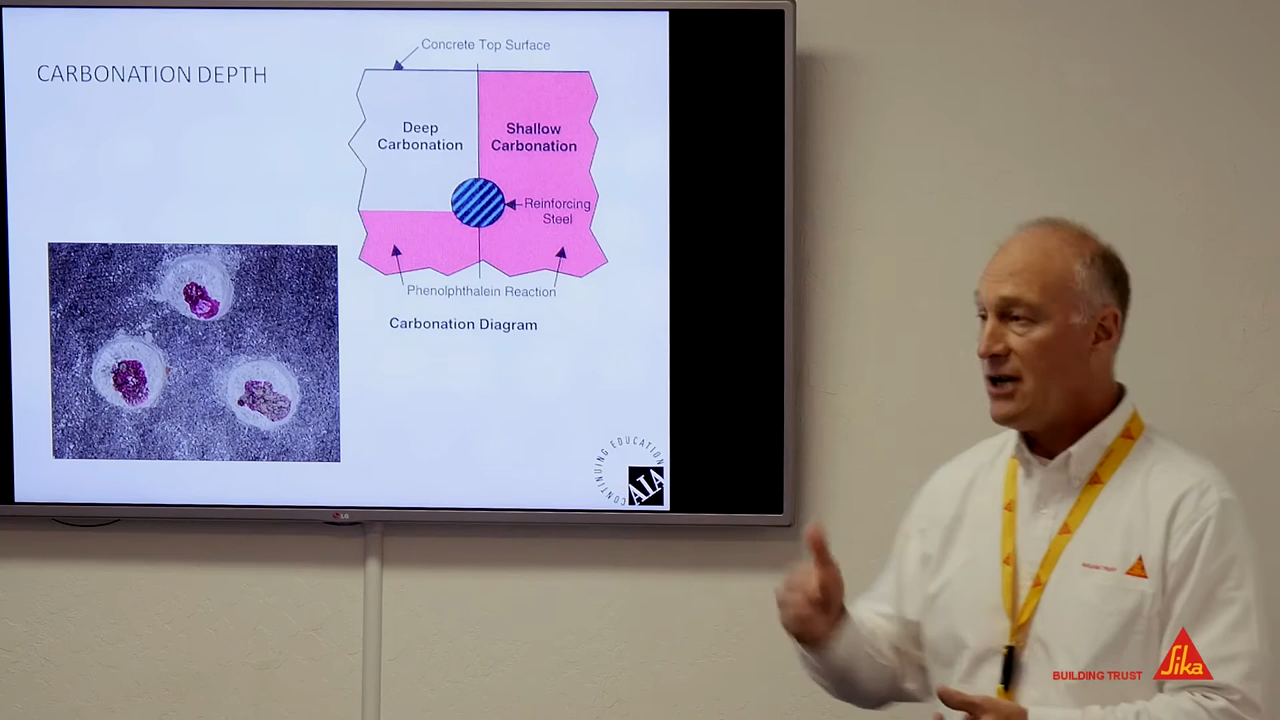 CARBONATION DEPTH
Concrete Top Surface
Deep
Carbonation
Shallow
Carbonation
Reinforcing
Steel
Phenolphthalein Reaction
Carbonation Diagram
CONTINUING EDUCATION
AIA
LG
BUILDING TRUST
Sika